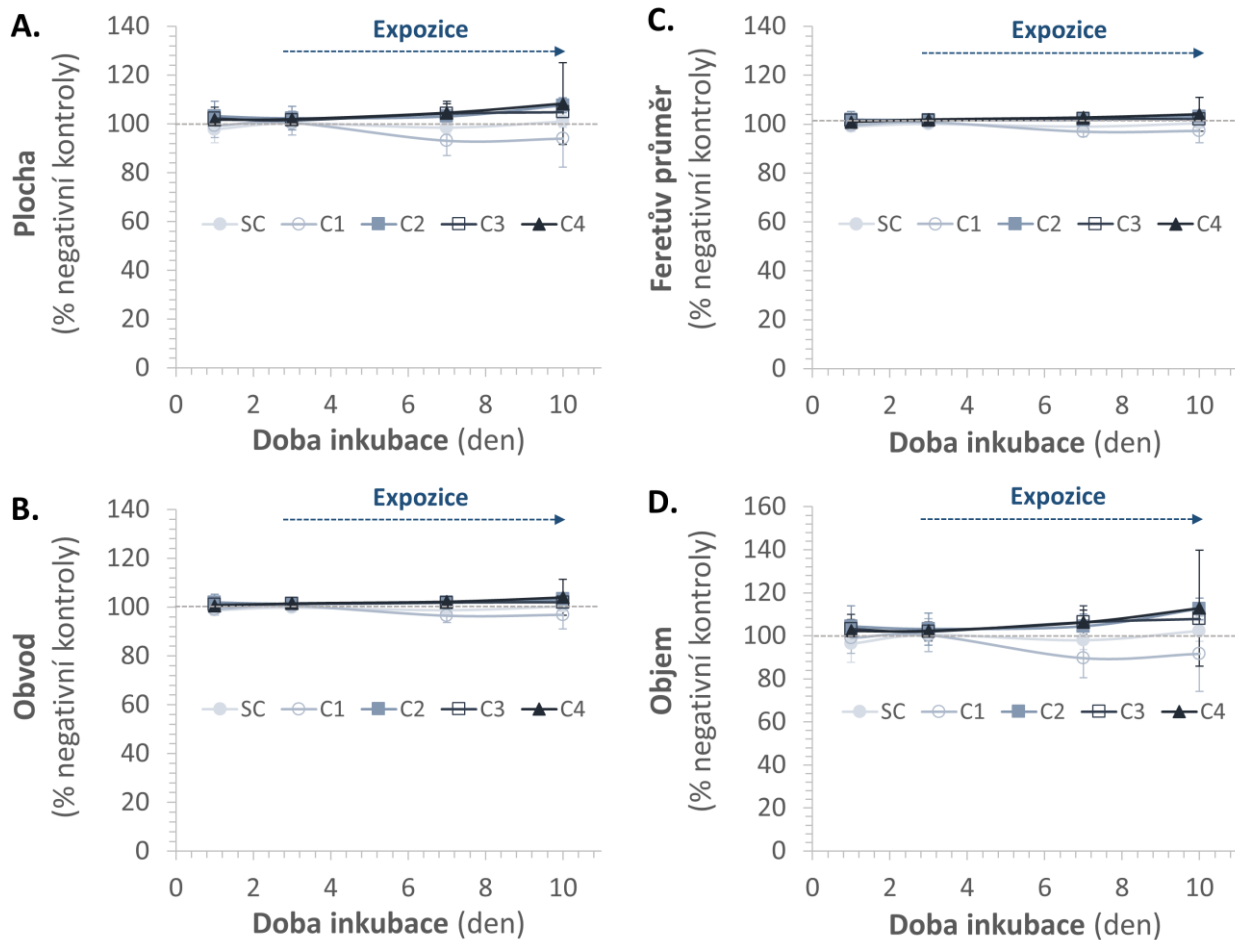 A.
Expozice
Plocha
(% negativní kontroly)
140
120
100
80
60
40
20
0
SC C1 C2 C3 C4
0 2 4 6 8 10
Doba inkubace (den)
B.
Expozice
Obvod
(% negativní kontroly)
140
120
100
80
60
40
20
0
SC C1 C2 C3 C4
0 2 4 6 8 10
Doba inkubace (den)
C.
Expozice
Feretův průměr
(% negativní kontroly)
140
120
100
80
60
40
20
0
SC C1 C2 C3 C4
0 2 4 6 8 10
Doba inkubace (den)
D.
Expozice
Objem
(% negativní kontroly)
160
140
120
100
80
60
40
20
0
SC C1 C2 C3 C4
0 2 4 6 8 10
Doba inkubace (den)